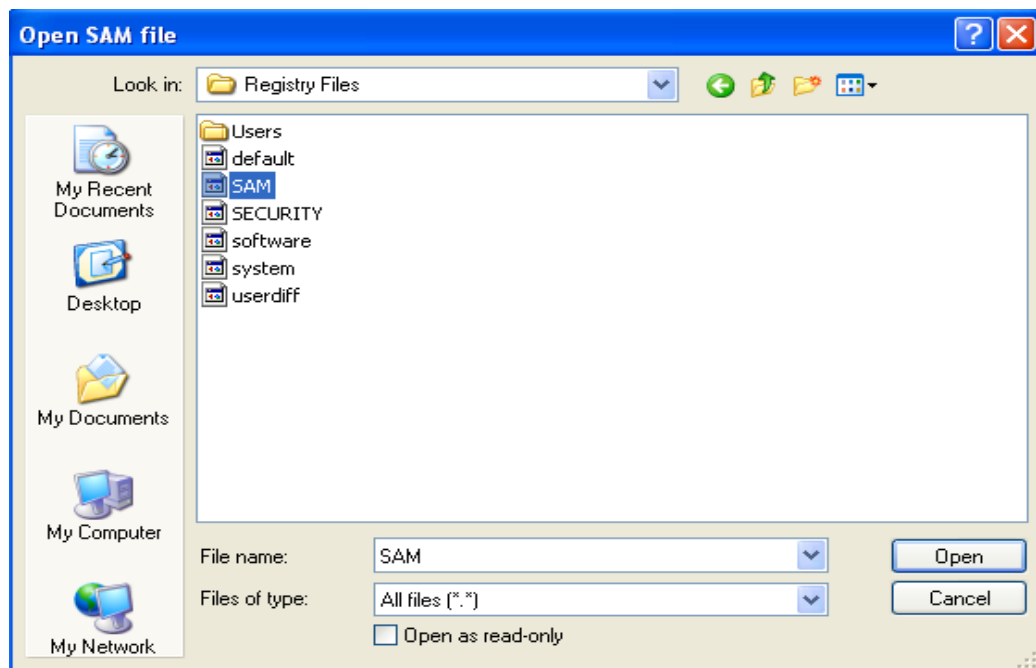 Open SAM file
Look in:
Registry Files
My Recent
Documents
Desktop
My Documents
My Computer
My Network
Users
default
SAM
SECURITY
software
system
userdiff
File name:
SAM
Open
Files of type:
All files (*.*)
Cancel
Open as read-only